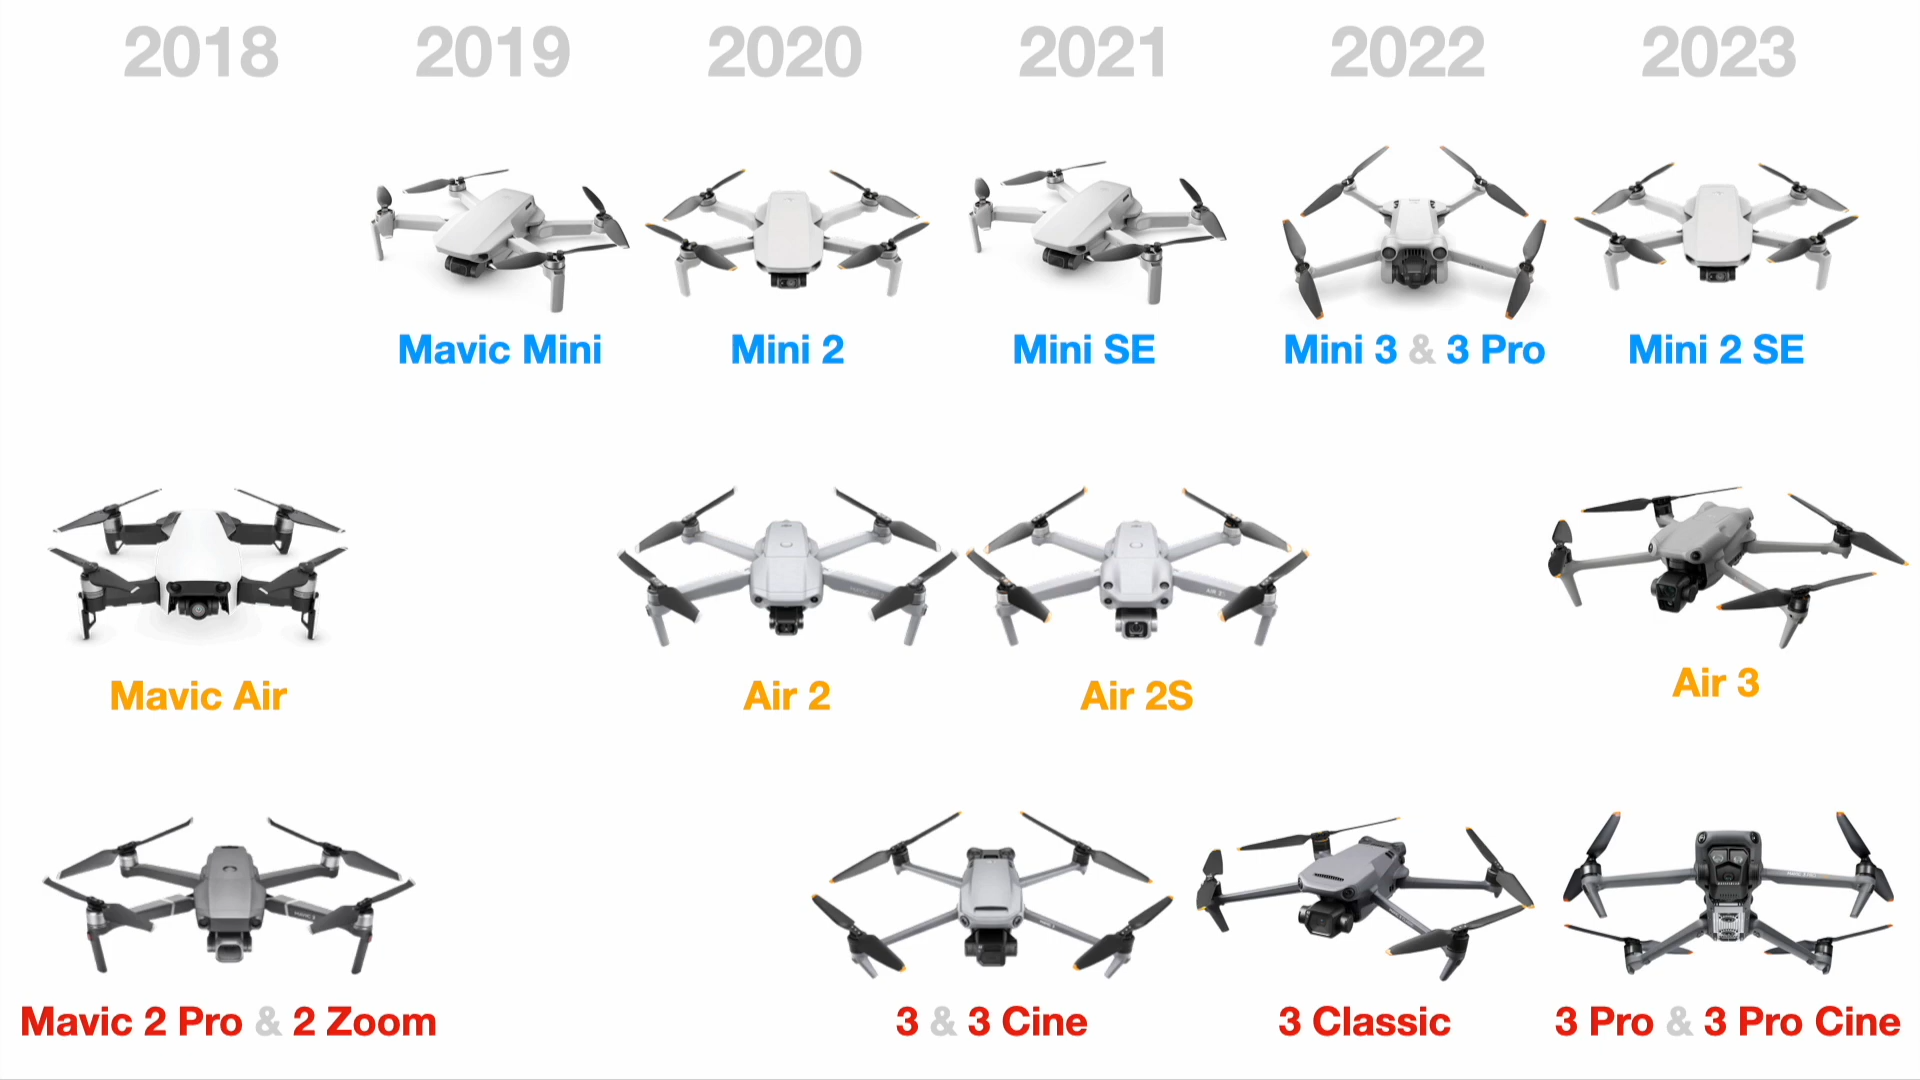 2018 2019 2020 2021 2022 2023
Mavic Mini Mini 2 Mini SE Mini 3 & 3 Pro Mini 2 SE
Mavic Air Air 2 Air 2S Air 3
Mavic 2 Pro & 2 Zoom 3 & 3 Cine 3 Classic 3 Pro & 3 Pro Cine